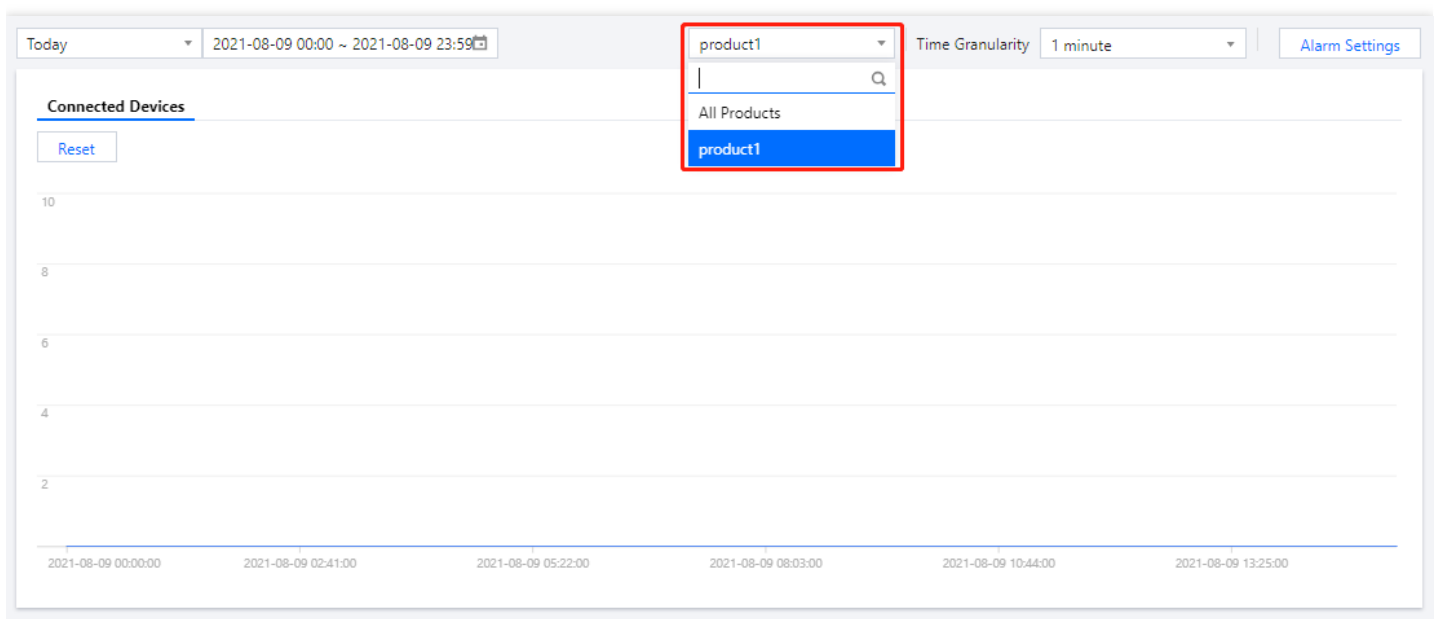 Today 2021-08-09 00:00 ~ 2021-08-09 23:59 product1 Time Granularity 1 minute Alarm Settings
All Products
product1
Connected Devices
Reset
10
8
6
4
2
2021-08-09 00:00:00 2021-08-09 02:41:00 2021-08-09 05:22:00 2021-08-09 08:03:00 2021-08-09 10:44:00 2021-08-09 13:25:00